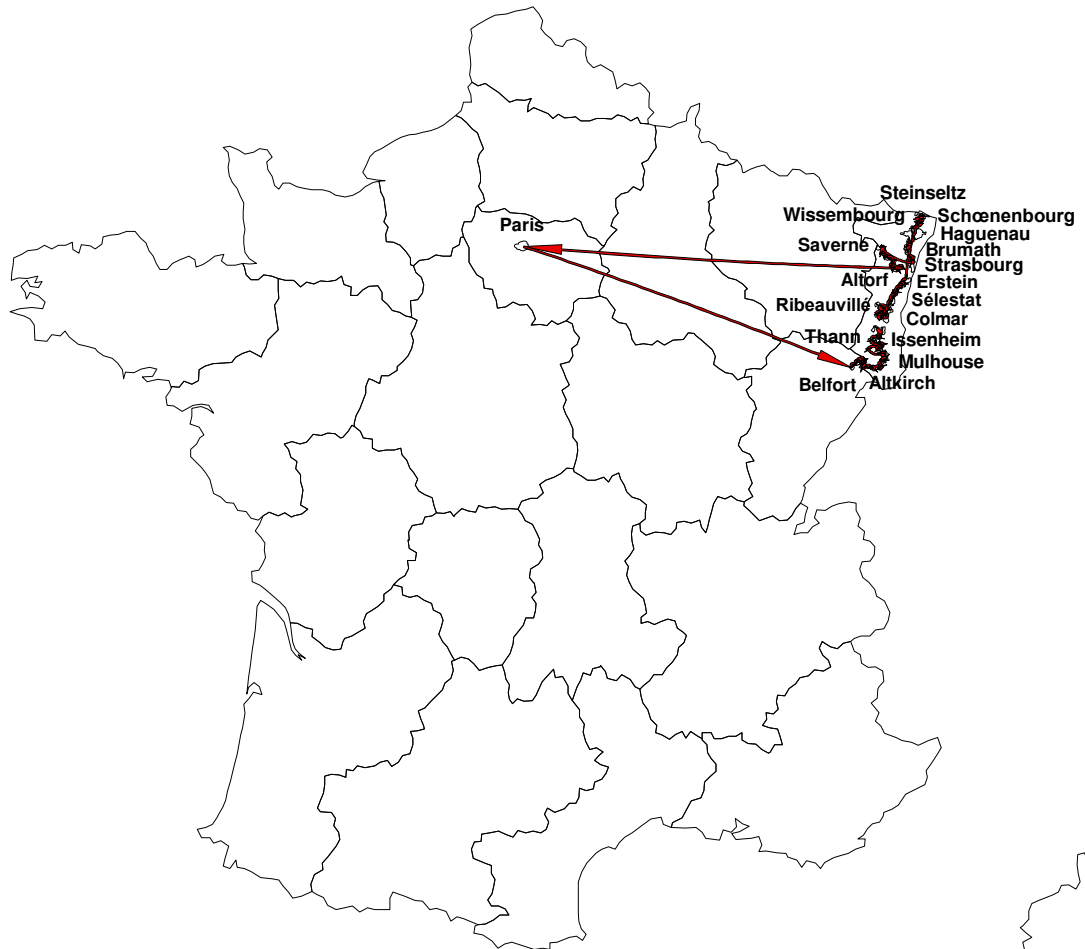 Steinseltz
Wissembourg
Schœnenbourg
Paris
Haguenau
Saverne
Brumath
Strasbourg
Altorf
Erstein
Sélestat
Ribeauvillé
Colmar
Thann
Issenheim
Mulhouse
Belfort
Altkirch